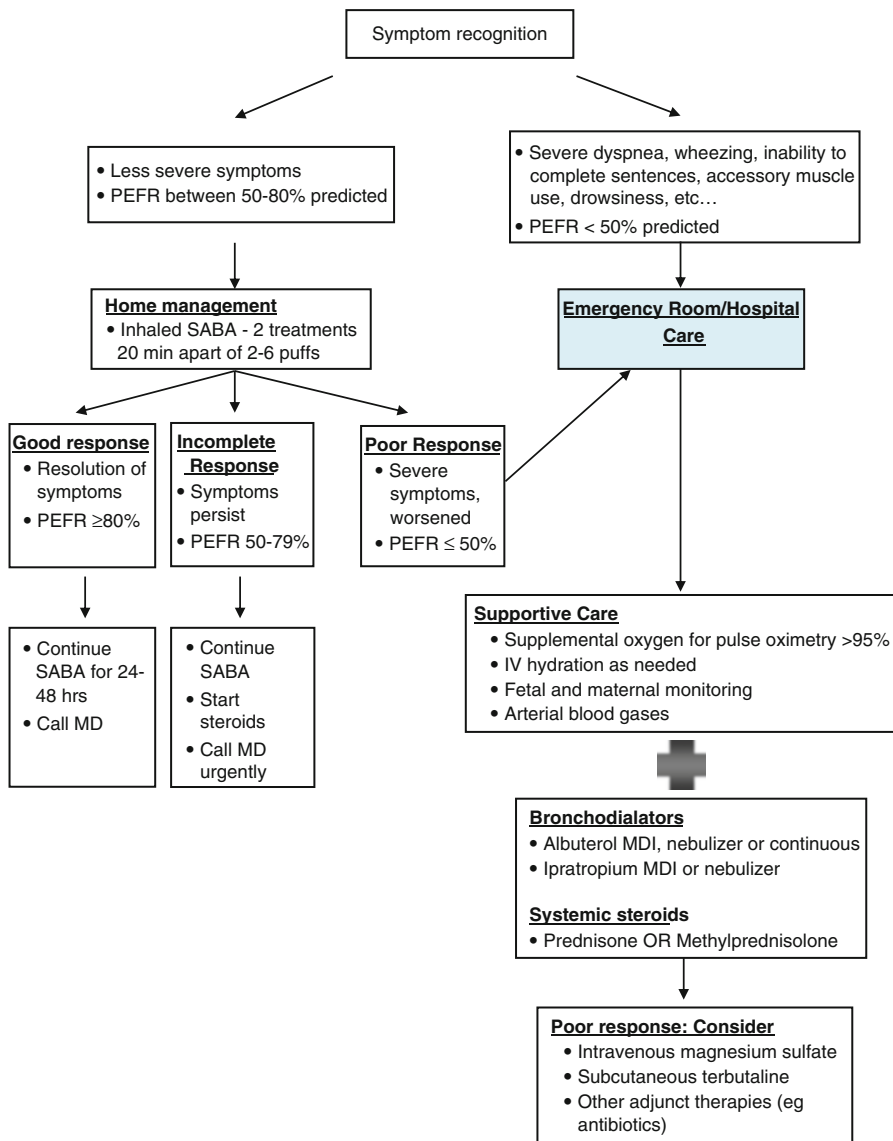 Symptom recognition
• Less severe symptoms
• PEFR between 50-80% predicted
• Severe dyspnea, wheezing, inability to
complete sentences, accessory muscle
use, drowsiness, etc…
• PEFR < 50% predicted
Home management
• Inhaled SABA - 2 treatments
20 min apart of 2-6 puffs
Emergency Room/Hospital
Care
Good response
• Resolution of
symptoms
• PEFR ≥80%
Incomplete
Response
• Symptoms
persist
• PEFR 50-79%
Poor Response
• Severe
symptoms,
worsened
• PEFR ≤ 50%
• Continue
SABA for 24-
48 hrs
• Call MD
• Continue
SABA
• Start
steroids
• Call MD
urgently
Supportive Care
• Supplemental oxygen for pulse oximetry >95%
• IV hydration as needed
• Fetal and maternal monitoring
• Arterial blood gases
Bronchodialators
• Albuterol MDI, nebulizer or continuous
• Ipratropium MDI or nebulizer
Systemic steroids
• Prednisone OR Methylprednisolone
Poor response: Consider
• Intravenous magnesium sulfate
• Subcutaneous terbutaline
• Other adjunct therapies (eg
antibiotics)